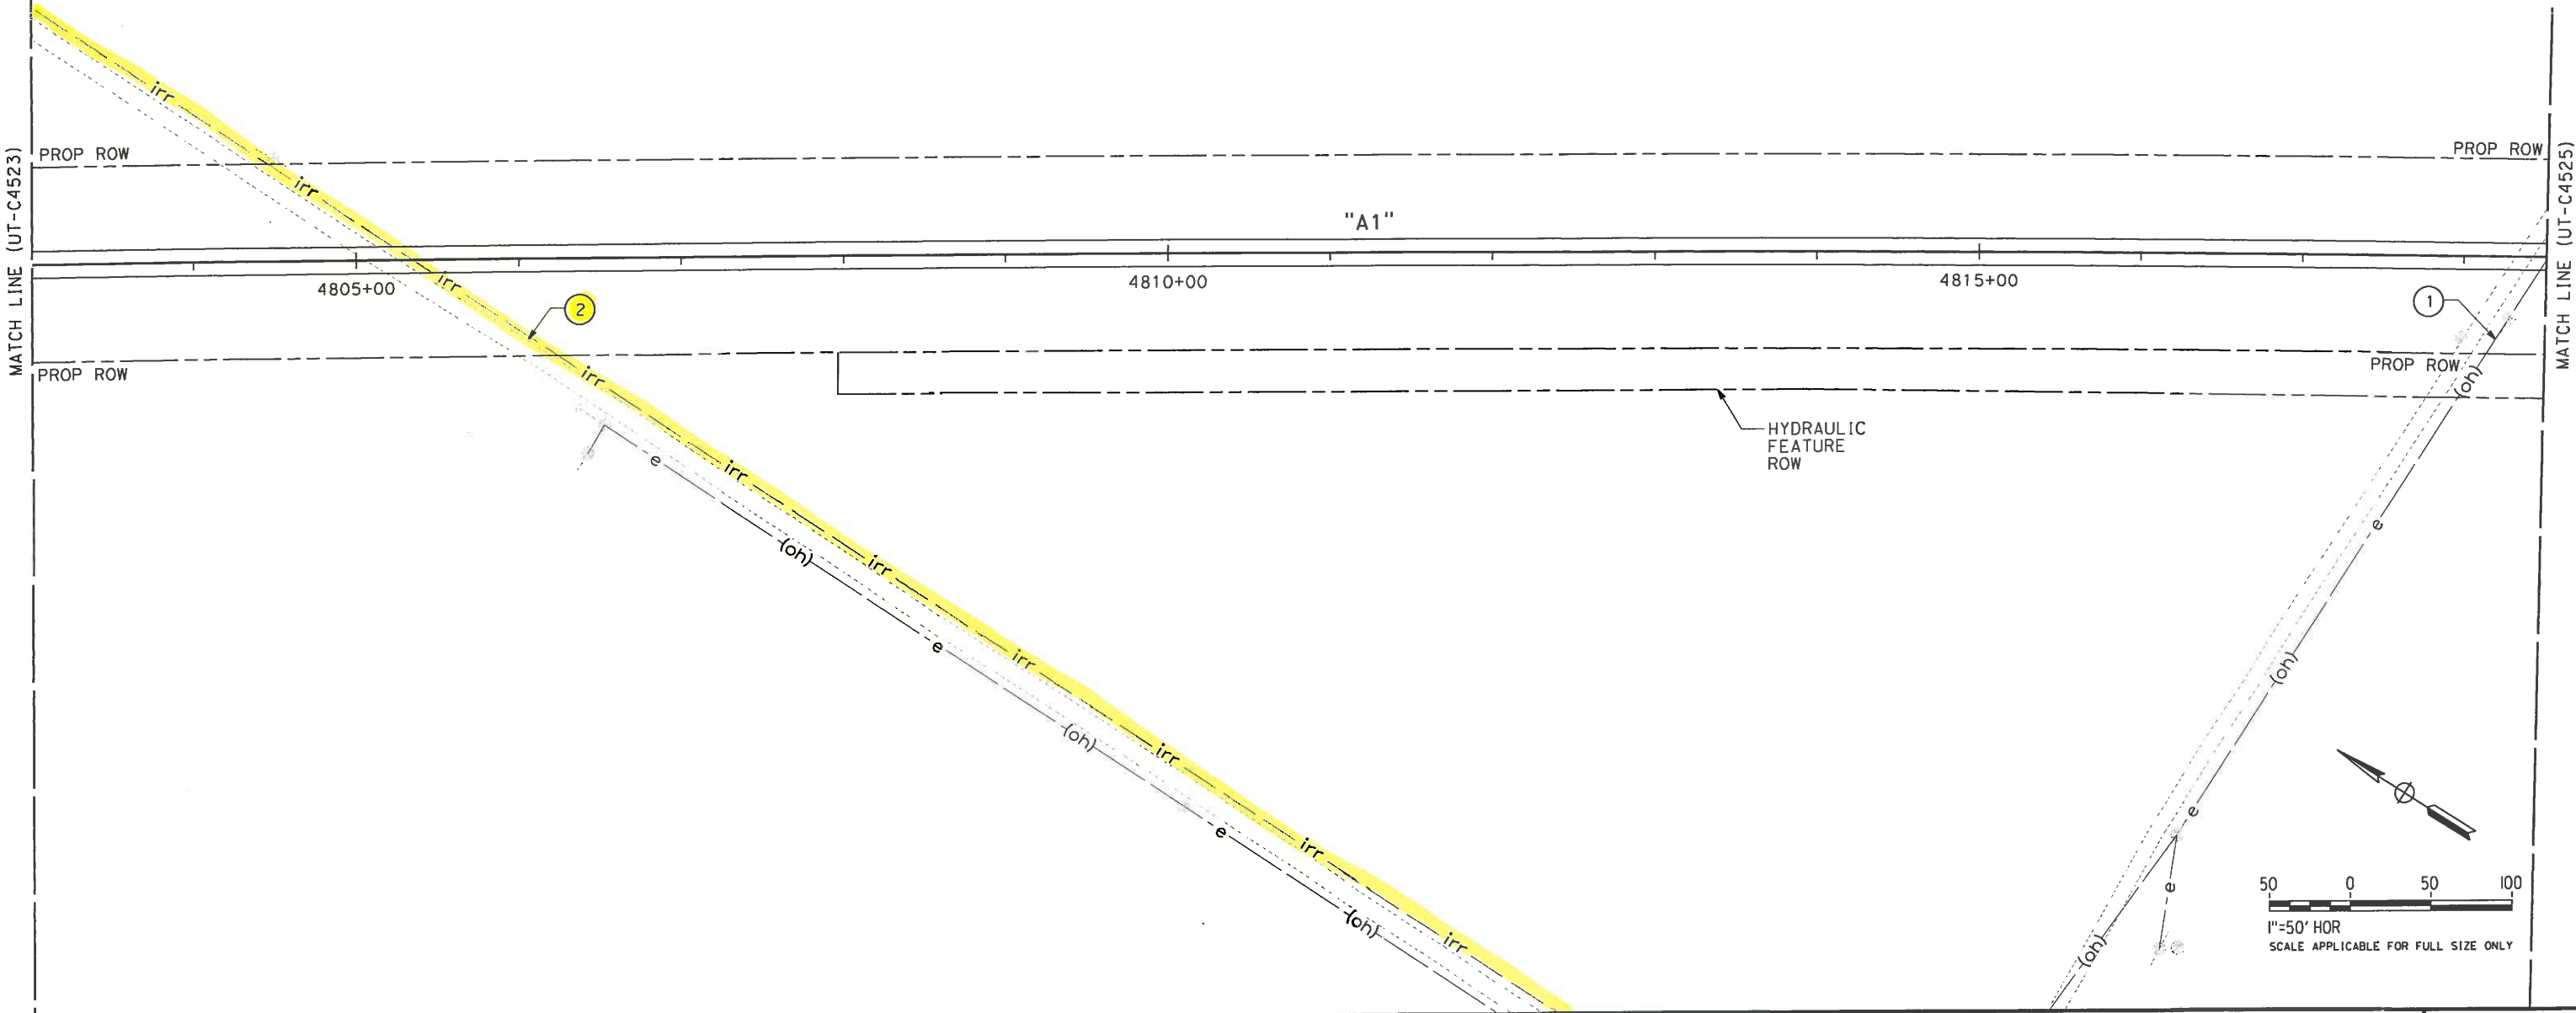 MATCH LINE (UT-C4523)
MATCH LINE (UT-C4525)
irr
PROP ROW
PROP ROW
irr
"A1"
irr
4805+00
4810+00
4815+00
2
1
PROP ROW
PROP ROW
irr
(oh)
HYDRAULIC
FEATURE
ROW
e
irr
e
(oh)
irr
e
irr
(oh)
(oh)
irr
e
e
irr
e
(oh)
irr
(oh)
50 0 50 100
1"=50' HOR
SCALE APPLICABLE FOR FULL SIZE ONLY